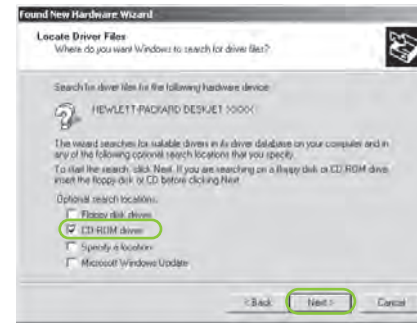 Found New Hardware Wizard
Locate Driver Files
Where do you want Windows to search for driver files?
Search for driver files for the following hardware device:
HEWLETT-PACKARD DESKJET XXXX
The wizard searches for suitable drivers in its driver database on your computer and in
any of the following optional search locations that you specify.
To start the search, click Next. If you are searching on a floppy disk or CD-ROM drive,
insert the floppy disk or CD before clicking Next.
Optional search locations:
Floppy disk drives
CD-ROM drives
Specify a location
Microsoft Windows Update
< Back
Next >
Cancel